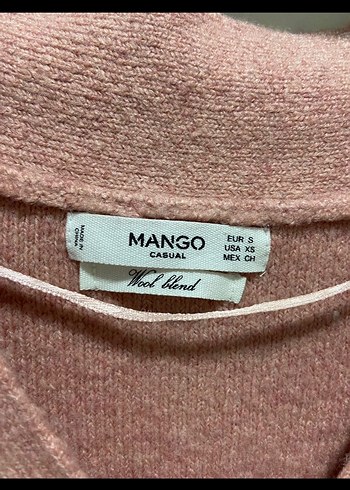 MADE IN
CHINA
MANGO
CASUAL
EUR S
USA XS
MEX CH
Wool blend